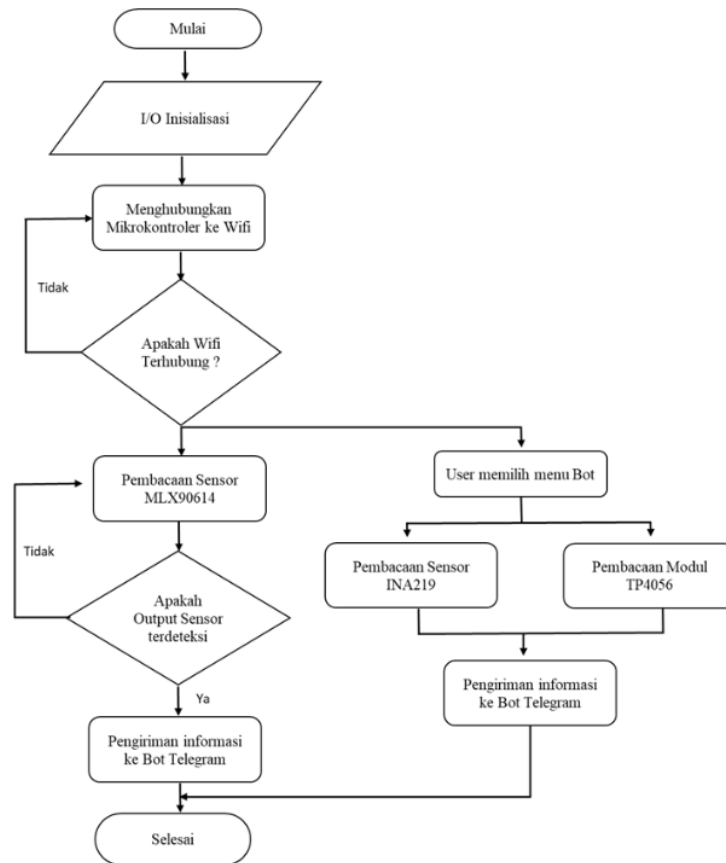 Mulai
I/O Inisialisasi
Menghubungkan
Mikrokontroler ke Wifi
Tidak
Apakah Wifi
Terhubung ?
Pembacaan Sensor
MLX90614
User memilih menu Bot
Tidak
Pembacaan Sensor
INA219
Pembacaan Modul
TP4056
Apakah
Output Sensor
terdeteksi
Ya
Pengiriman informasi
ke Bot Telegram
Pengiriman informasi
ke Bot Telegram
Selesai